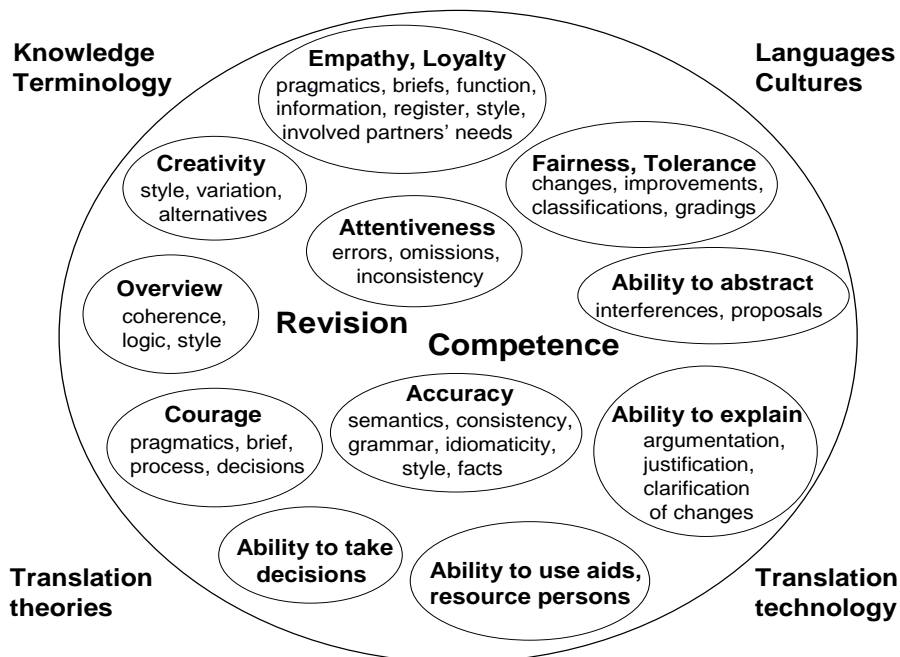 Knowledge
Terminology
Languages
Cultures
Empathy, Loyalty
pragmatics, briefs, function,
information, register, style,
involved partners’ needs
Creativity
style, variation,
alternatives
Fairness, Tolerance
changes, improvements,
classifications, gradings
Attentiveness
errors, omissions,
inconsistency
Overview
coherence,
logic, style
Ability to abstract
interferences, proposals
Revision
Competence
Courage
pragmatics, brief,
process, decisions
Accuracy
semantics, consistency,
grammar, idiomaticity,
style, facts
Ability to explain
argumentation,
justification,
clarification
of changes
Ability to take
decisions
Ability to use aids,
resource persons
Translation
theories
Translation
technology